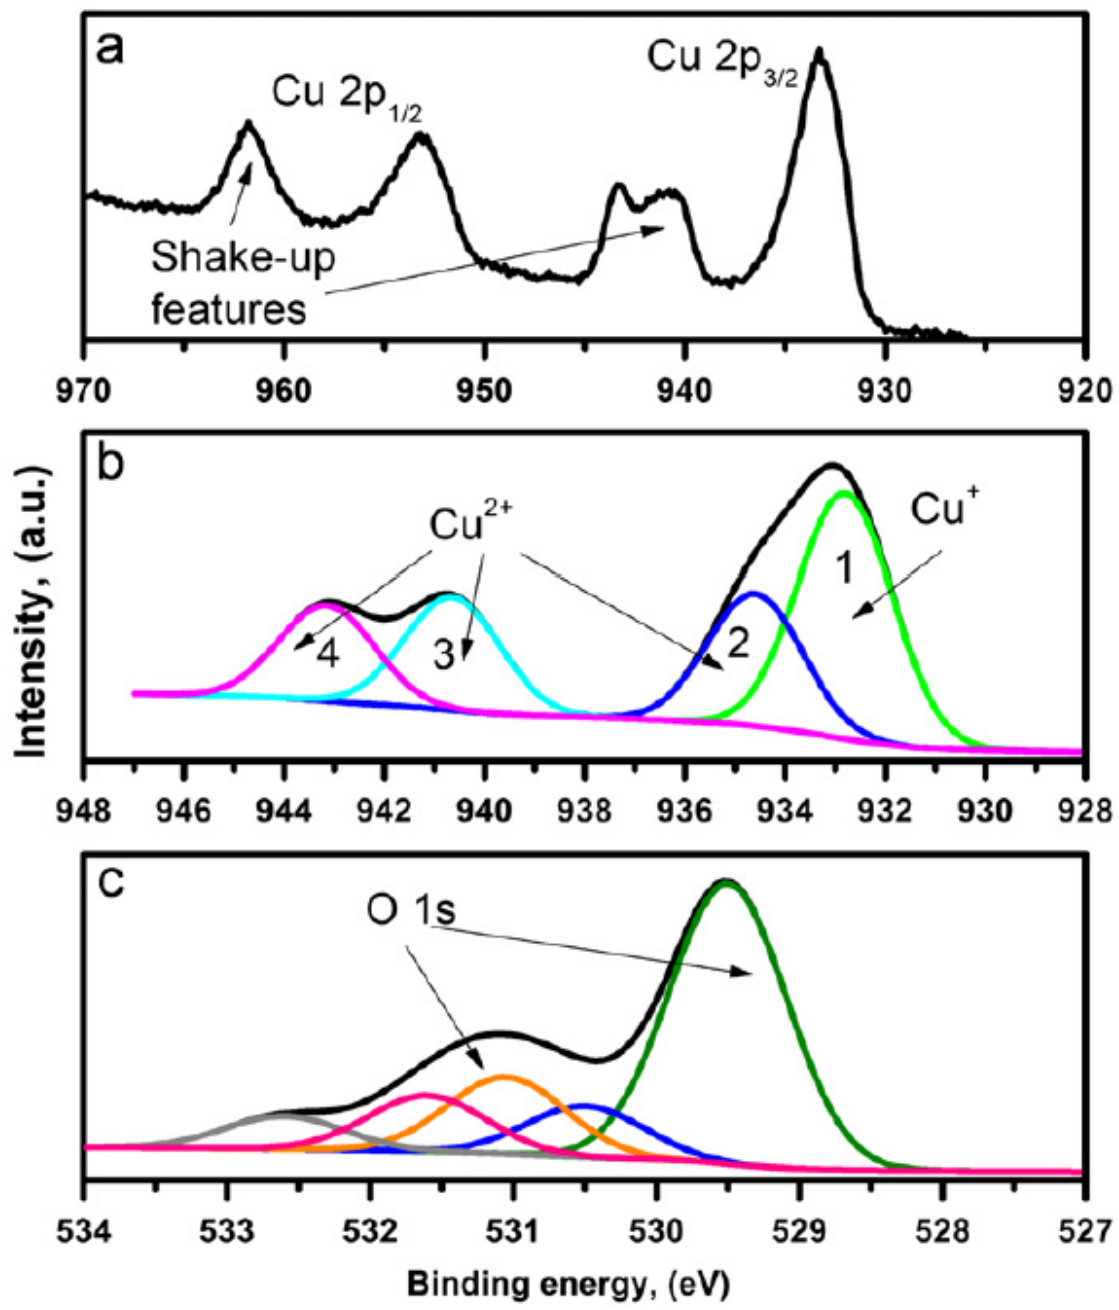 a
Cu 2p1/2
Cu 2p3/2
Shake-up
features
970 960 950 940 930 920
b
Cu2+
Cu+
1
2
3
4
948 946 944 942 940 938 936 934 932 930 928
Intensity, (a.u.)
c
O 1s
534 533 532 531 530 529 528 527
Binding energy, (eV)